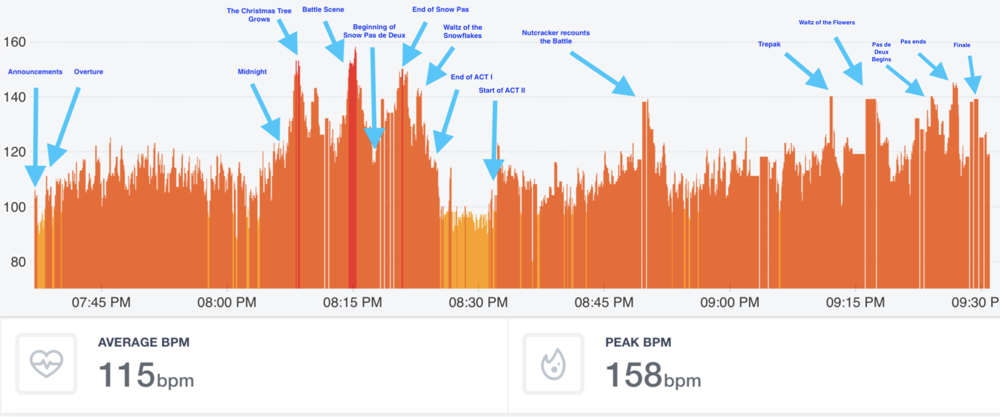 The Christmas Tree
Grows
Battle Scene
End of Snow Pas
Beginning of
Snow Pas de Deux
Waltz of the
Snowflakes
Nutcracker recounts
the Battle
Waltz of the Flowers
Trepak
Pas de
Deux
Begins
Pas ends
Finale
Announcements
Overture
Midnight
End of ACT I
Start of ACT II
160
140
120
100
80
07:45 PM
08:00 PM
08:15 PM
08:30 PM
08:45 PM
09:00 PM
09:15 PM
09:30 P
AVERAGE BPM
115bpm
PEAK BPM
158bpm